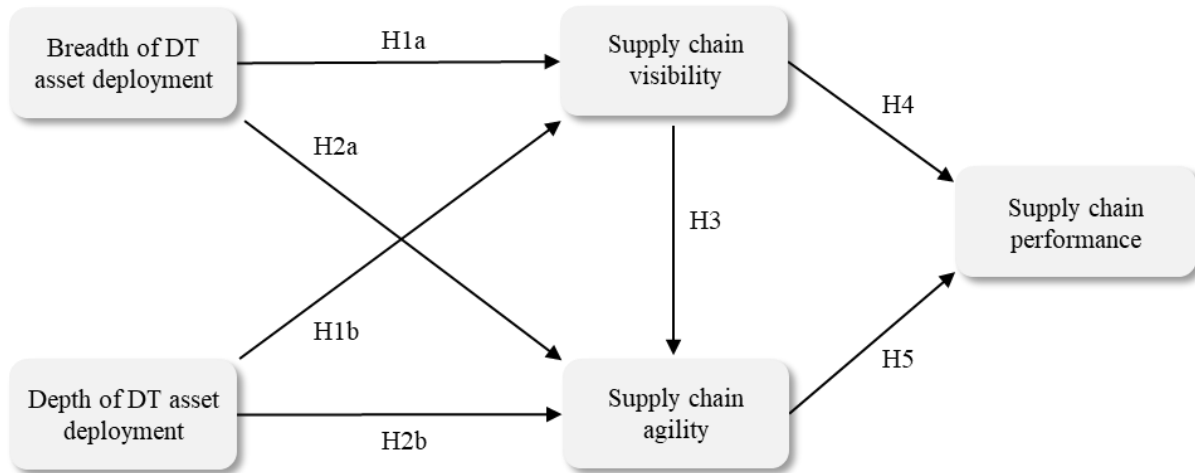 Breadth of DT
asset deployment
H1a
Supply chain
visibility
H4
H2a
H3
Supply chain
performance
H1b
H5
Depth of DT asset
deployment
H2b
Supply chain
agility